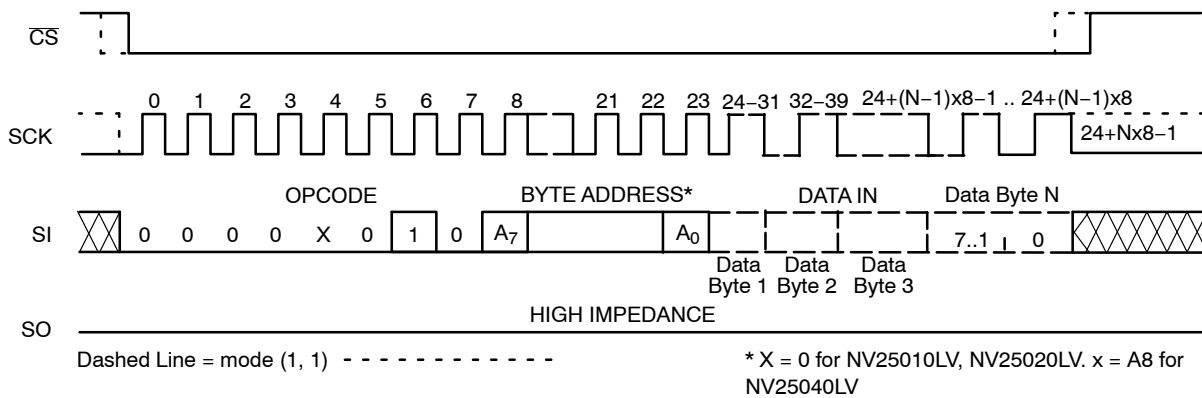 CS
0 1 2 3 4 5 6 7 8 21 22 23 24–31 32–39 24+(N–1)x8–1 .. 24+(N–1)x8
SCK
24+Nx8–1
OPCODE BYTE ADDRESS* DATA IN Data Byte N
SI
0 0 0 0 X 0 1 0 A7 A0 7..1 0
Data Byte 1
Data Byte 2
Data Byte 3
HIGH IMPEDANCE
SO
Dashed Line = mode (1, 1)
* X = 0 for NV25010LV, NV25020LV. x = A8 for
NV25040LV